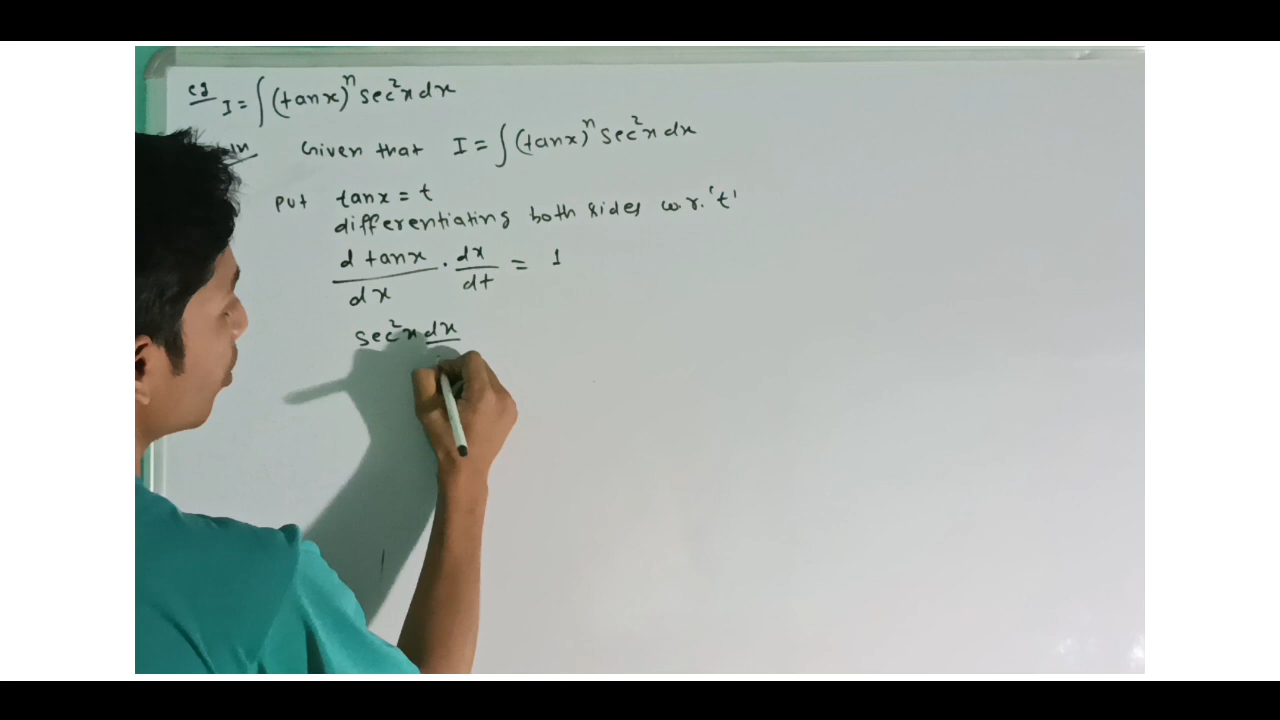 eg I = ∫(tanx)ⁿ sec²x dx
Given that I = ∫(tanx)ⁿ sec²x dx
put tanx = t
differentiating both sides w.r. 't'
d tanx / dx . dx / dt = 1
sec²x dx